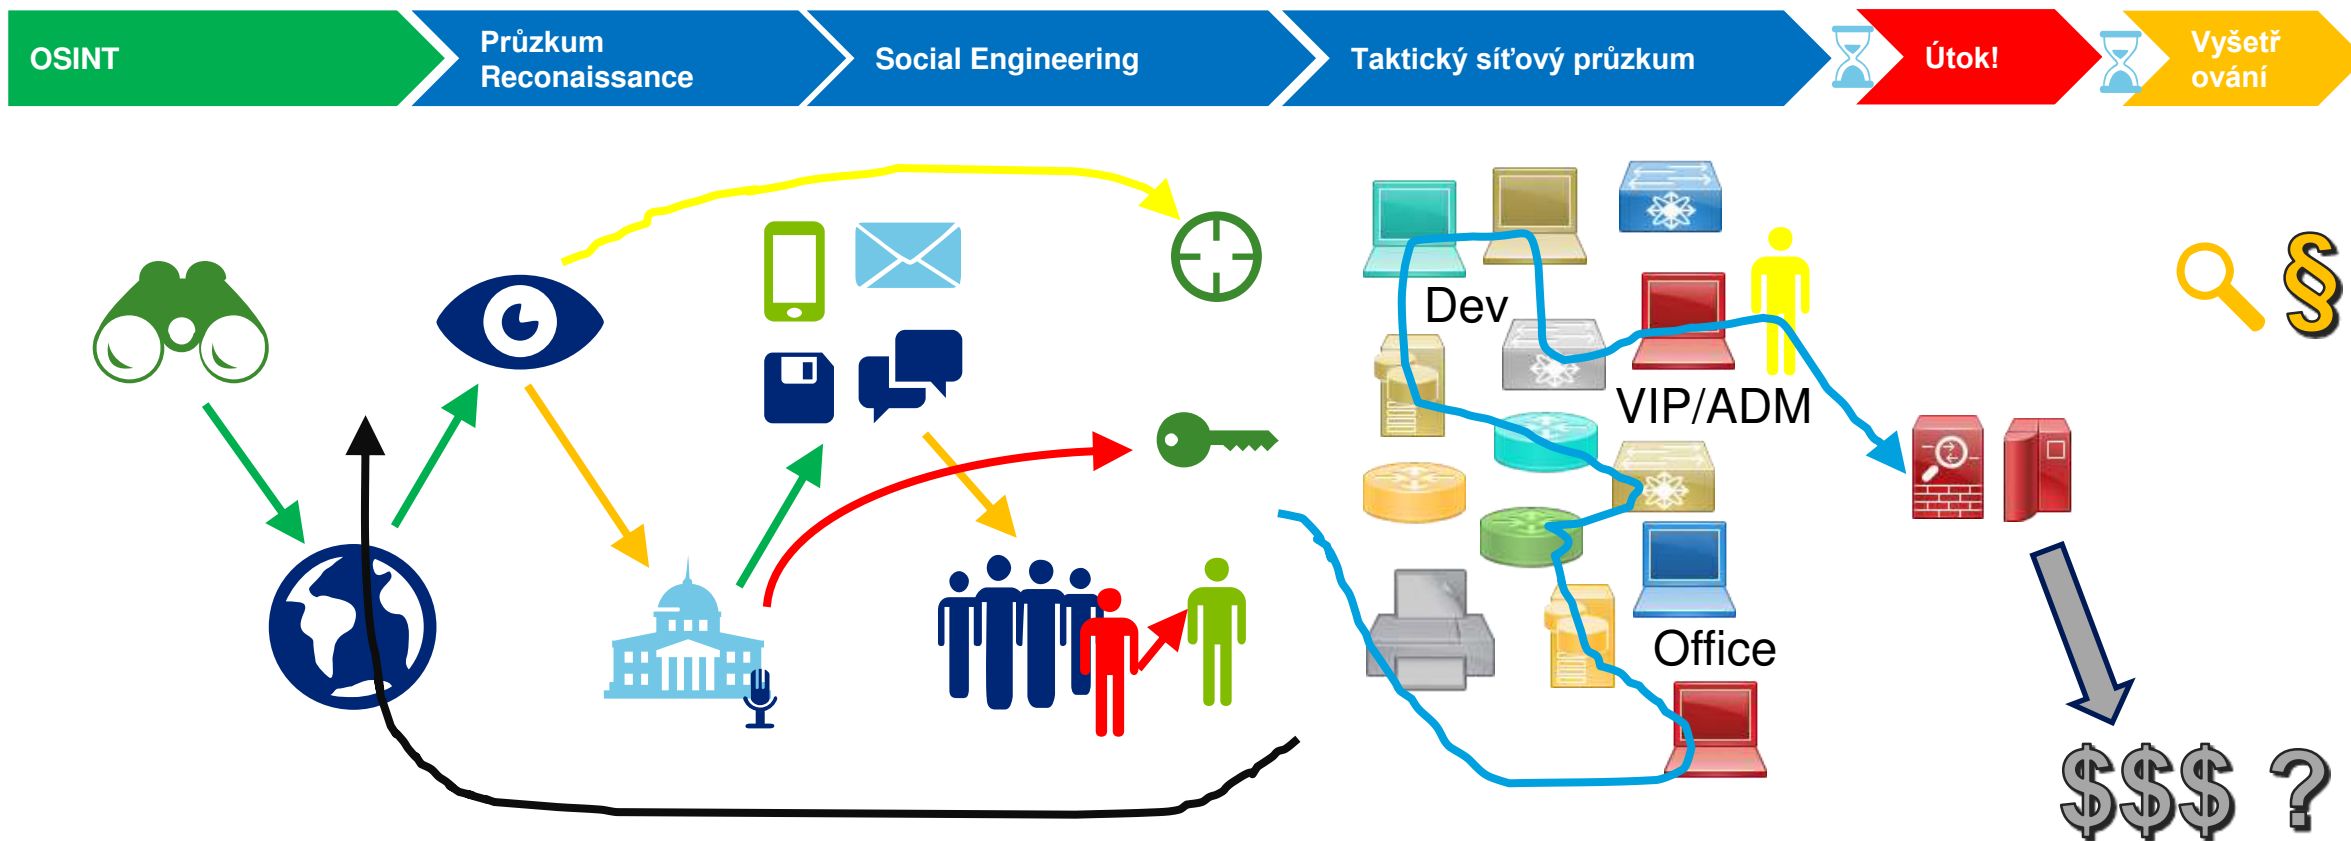 OSINT
Průzkum
Reconaissance
Social Engineering
Taktický síťový průzkum
Útok!
Vyšetř
ování
Dev
VIP/ADM
Office
§
$$$ ?